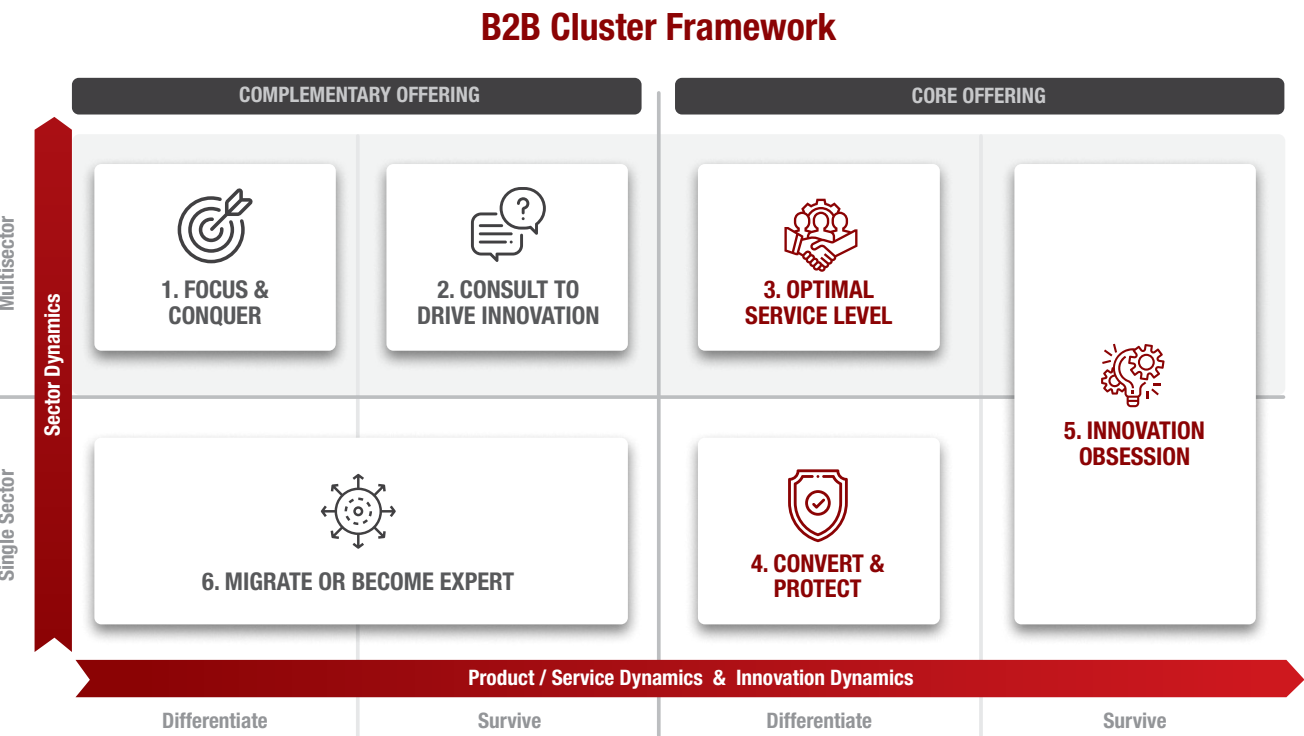 B2B Cluster Framework
COMPLEMENTARY OFFERING
CORE OFFERING
Multisector
Sector Dynamics
Single Sector
?
1. FOCUS &
CONQUER
2. CONSULT TO
DRIVE INNOVATION
3. OPTIMAL
SERVICE LEVEL
5. INNOVATION
OBSESSION
6. MIGRATE OR BECOME EXPERT
4. CONVERT &
PROTECT
Product / Service Dynamics & Innovation Dynamics
Differentiate
Survive
Differentiate
Survive